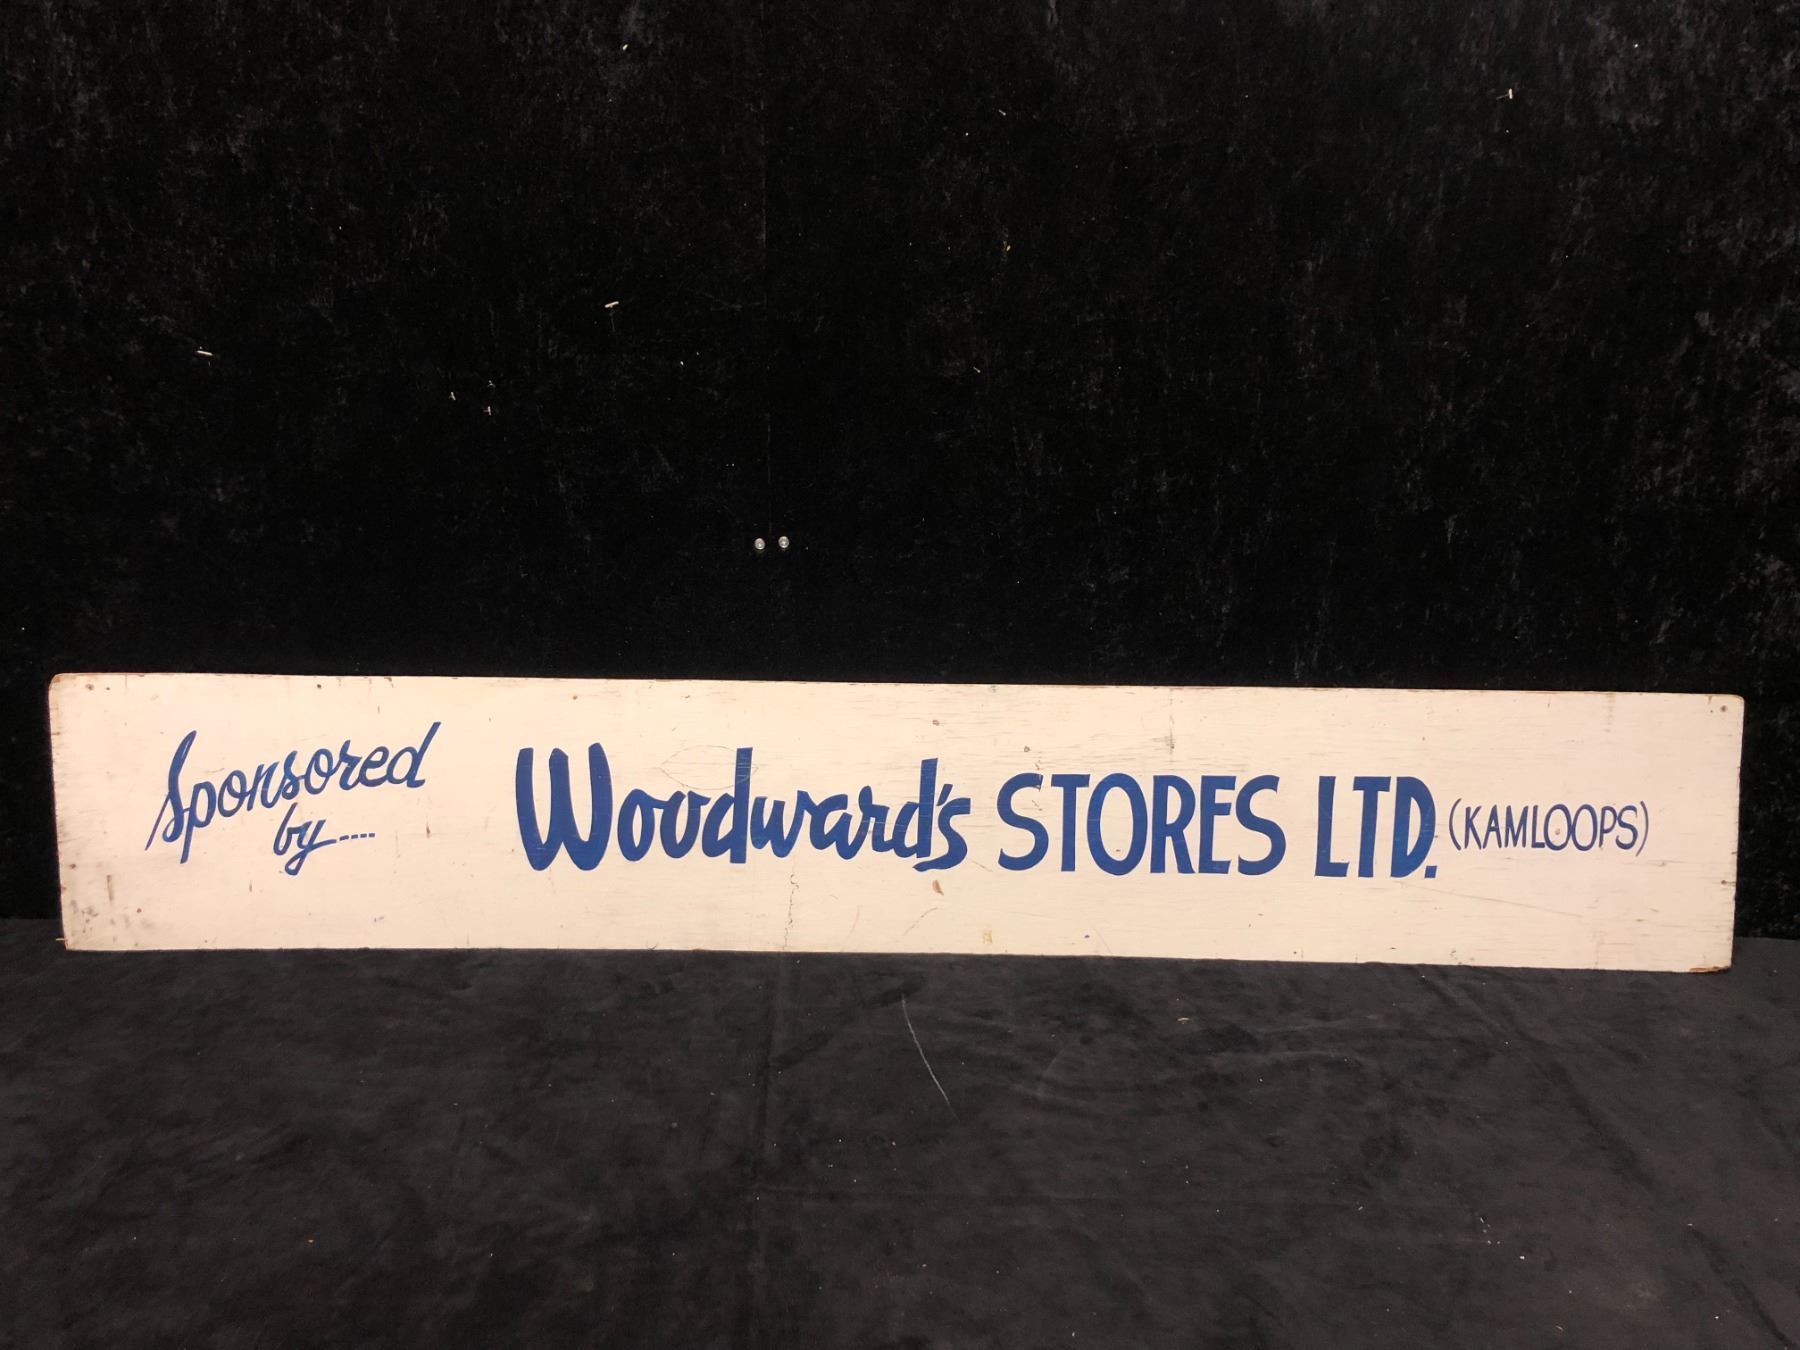 Sponsored
by....
Woodward's STORES LTD. (KAMLOOPS)